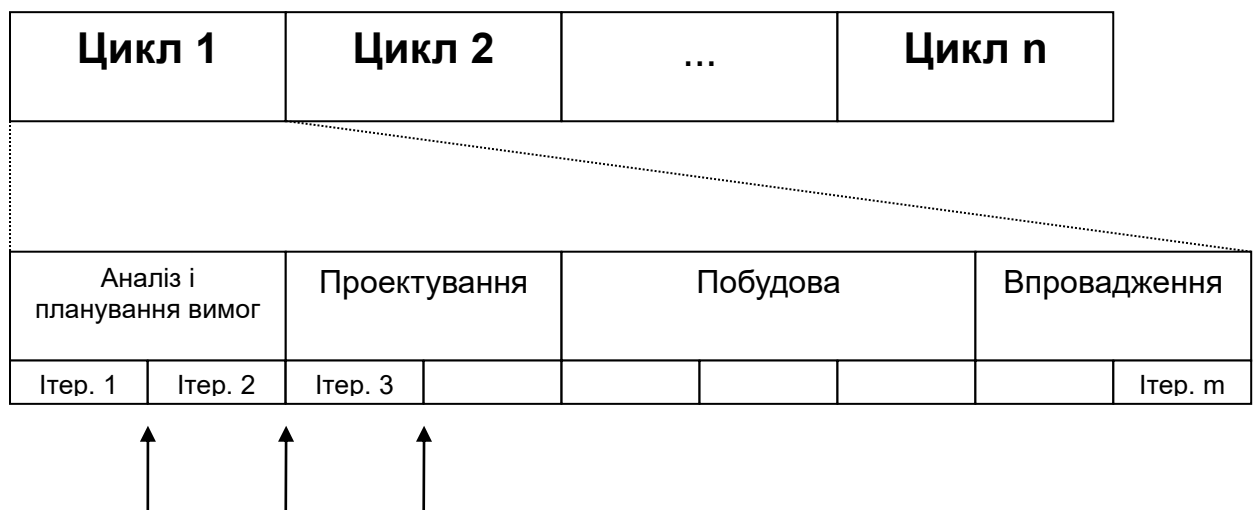 Цикл 1 Цикл 2 ... Цикл n
Аналіз і
планування вимог
Проектування
Побудова
Впровадження
Ітер. 1 Ітер. 2 Ітер. 3 Ітер. m